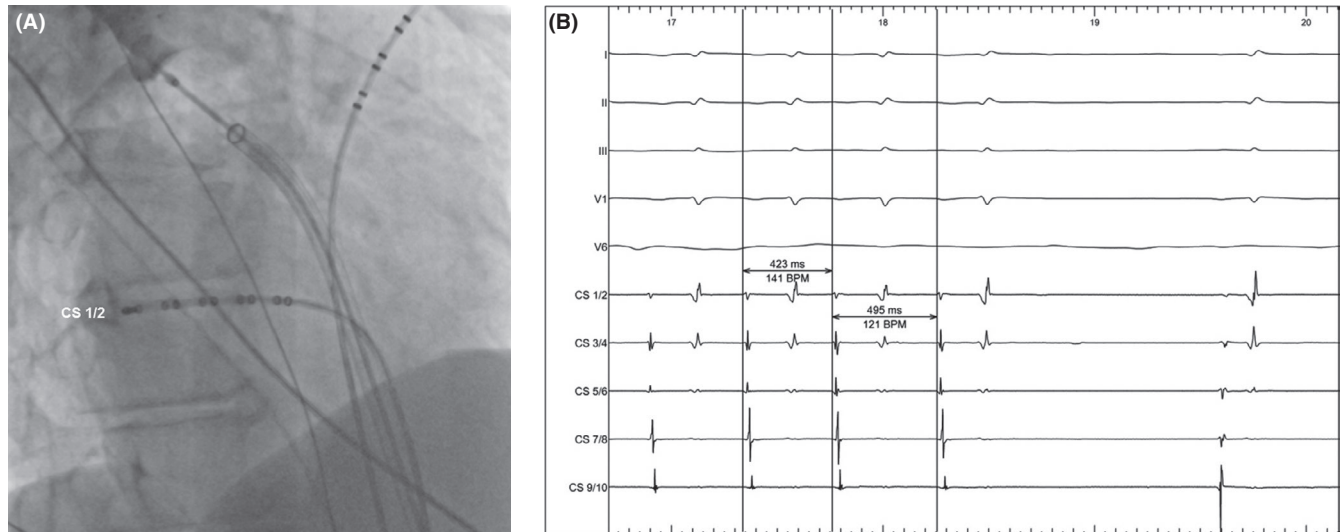 (A)
CS 1/2
(B)
17 18 19 20
I
II
III
V1
V6
423 ms
141 BPM
CS 1/2
495 ms
121 BPM
CS 3/4
CS 5/6
CS 7/8
CS 9/10